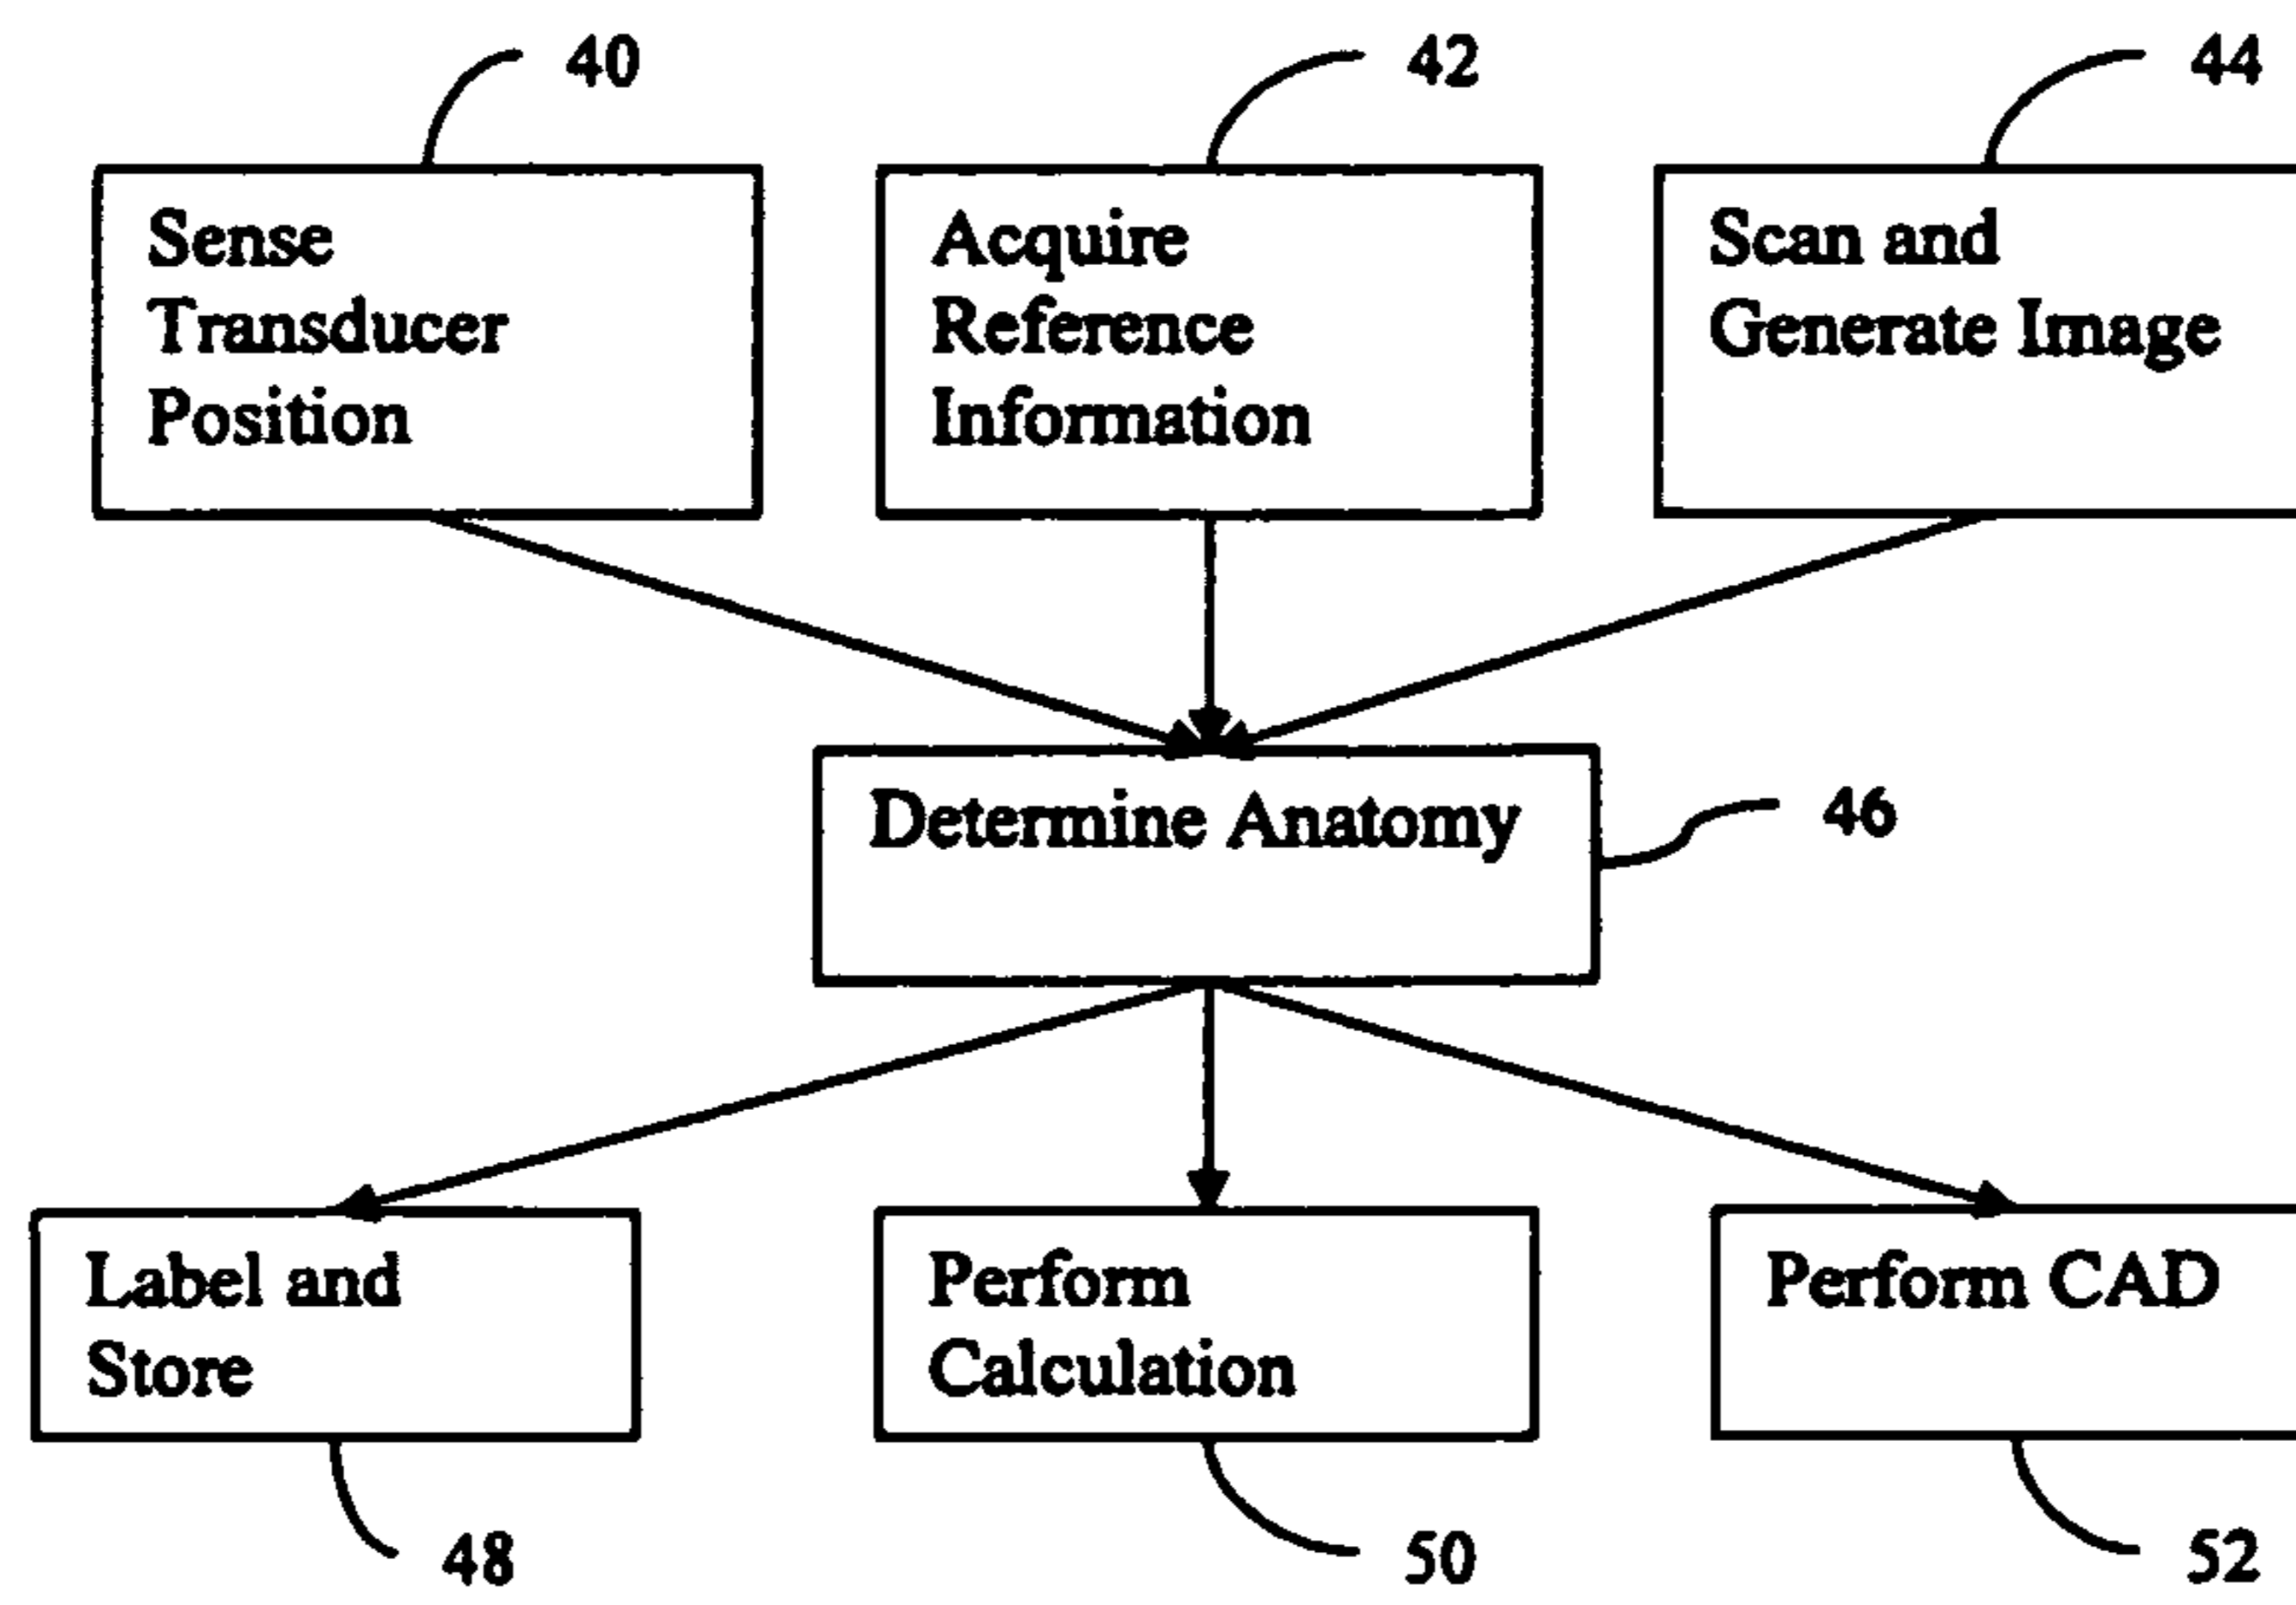 40
42
44
Sense
Transducer
Position
Acquire
Reference
Information
Scan and
Generate Image
Determine Anatomy
46
Label and
Store
Perform
Calculation
Perform CAD
48
50
52